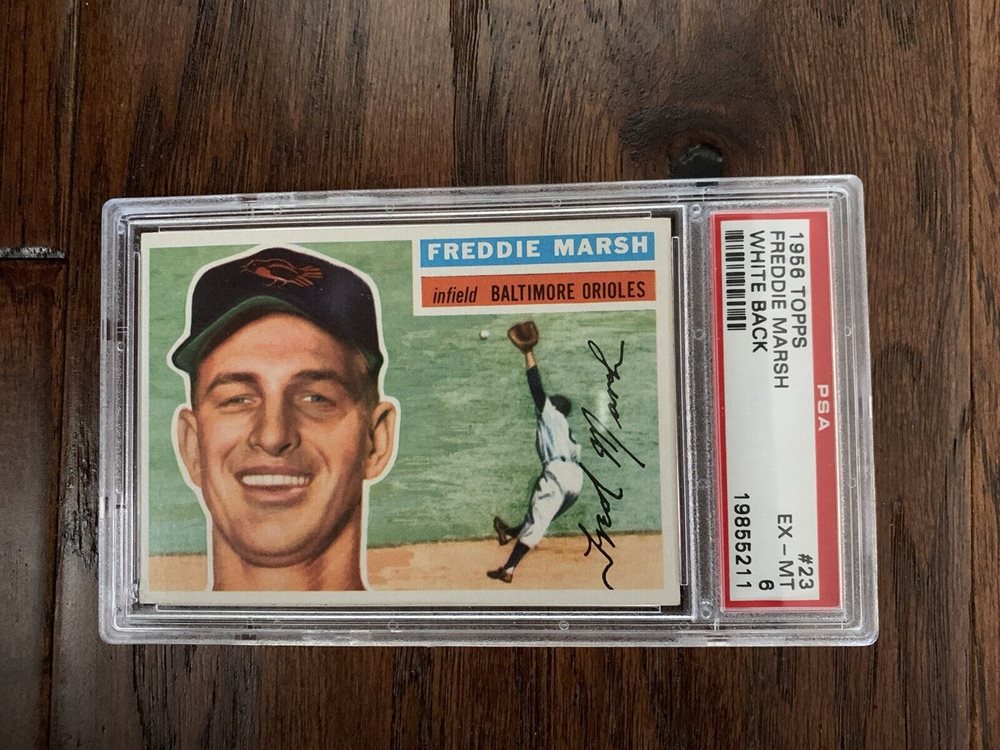 FREDDIE MARSH
infield BALTIMORE ORIOLES
1956 TOPPS #23
FREDDIE MARSH EX - MT
WHITE BACK 6
19855211
PSA